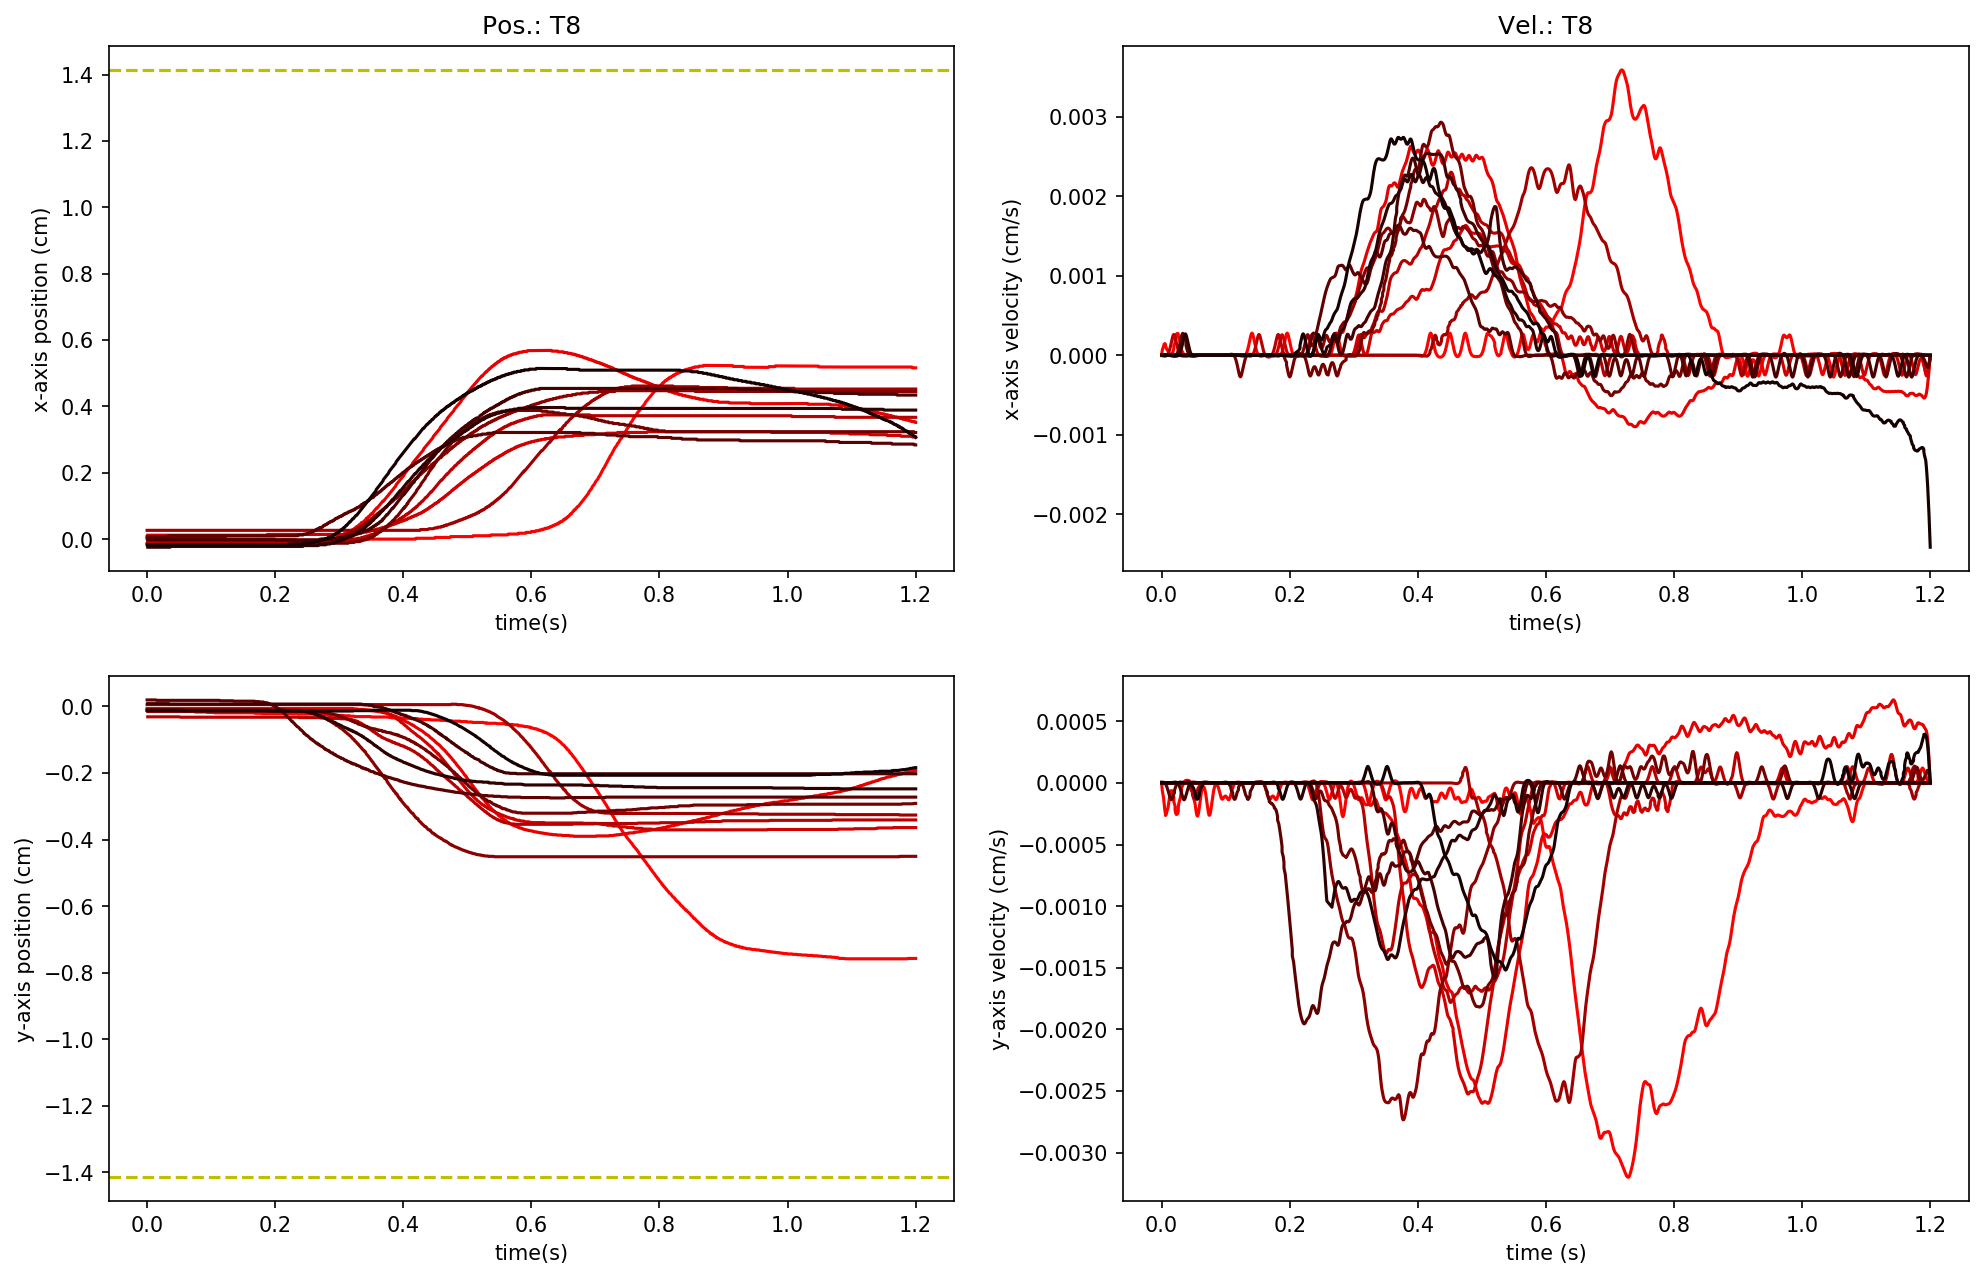 Pos.: T8
x-axis position (cm)
1.4
1.2
1.0
0.8
0.6
0.4
0.2
0.0
0.0 0.2 0.4 0.6 0.8 1.0 1.2
time(s)
Vel.: T8
x-axis velocity (cm/s)
0.003
0.002
0.001
0.000
−0.001
−0.002
0.0 0.2 0.4 0.6 0.8 1.0 1.2
time(s)
y-axis position (cm)
0.0
−0.2
−0.4
−0.6
−0.8
−1.0
−1.2
−1.4
0.0 0.2 0.4 0.6 0.8 1.0 1.2
time(s)
y-axis velocity (cm/s)
0.0005
0.0000
−0.0005
−0.0010
−0.0015
−0.0020
−0.0025
−0.0030
0.0 0.2 0.4 0.6 0.8 1.0 1.2
time (s)